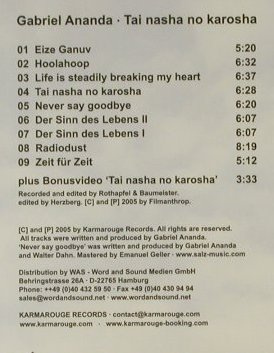 Gabriel Ananda · Tai nasha no karosha
01 Eize Ganuv 5:20
02 Hoolahoop 6:32
03 Life is steadily breaking my heart 6:37
04 Tai nasha no karosha 6:28
05 Never say goodbye 6:20
06 Der Sinn des Lebens II 6:07
07 Der Sinn des Lebens I 6:07
08 Radiodust 8:19
09 Zeit für Zeit 5:12
plus Bonusvideo 'Tai nasha no karosha' 3:33
Recorded and edited by Rothapfel & Baumeister.
edited by Herzberg. [C] and [P] 2005 by Filmanthrop.
[C] and [P] 2005 by Karmarouge Records. All rights are reserved.
All tracks were written and produced by Gabriel Ananda.
'Never say goodbye' was written and produced by Gabriel Ananda
and Walter Dahn. Mastered by Emanuel Geller · www.salz-music.com
Distribution by WAS - Word and Sound Medien GmbH
Behringstrasse 26A · D-22765 Hamburg
Phone: ++49 (0)40 432 59 50 · Fax +49 (0)40 430 94 94
sales@wordandsound.net · www.wordandsound.net
KARMAROUGE RECORDS · contact@karmarouge.com
www.karmarouge.com · www.karmarouge-booking.com